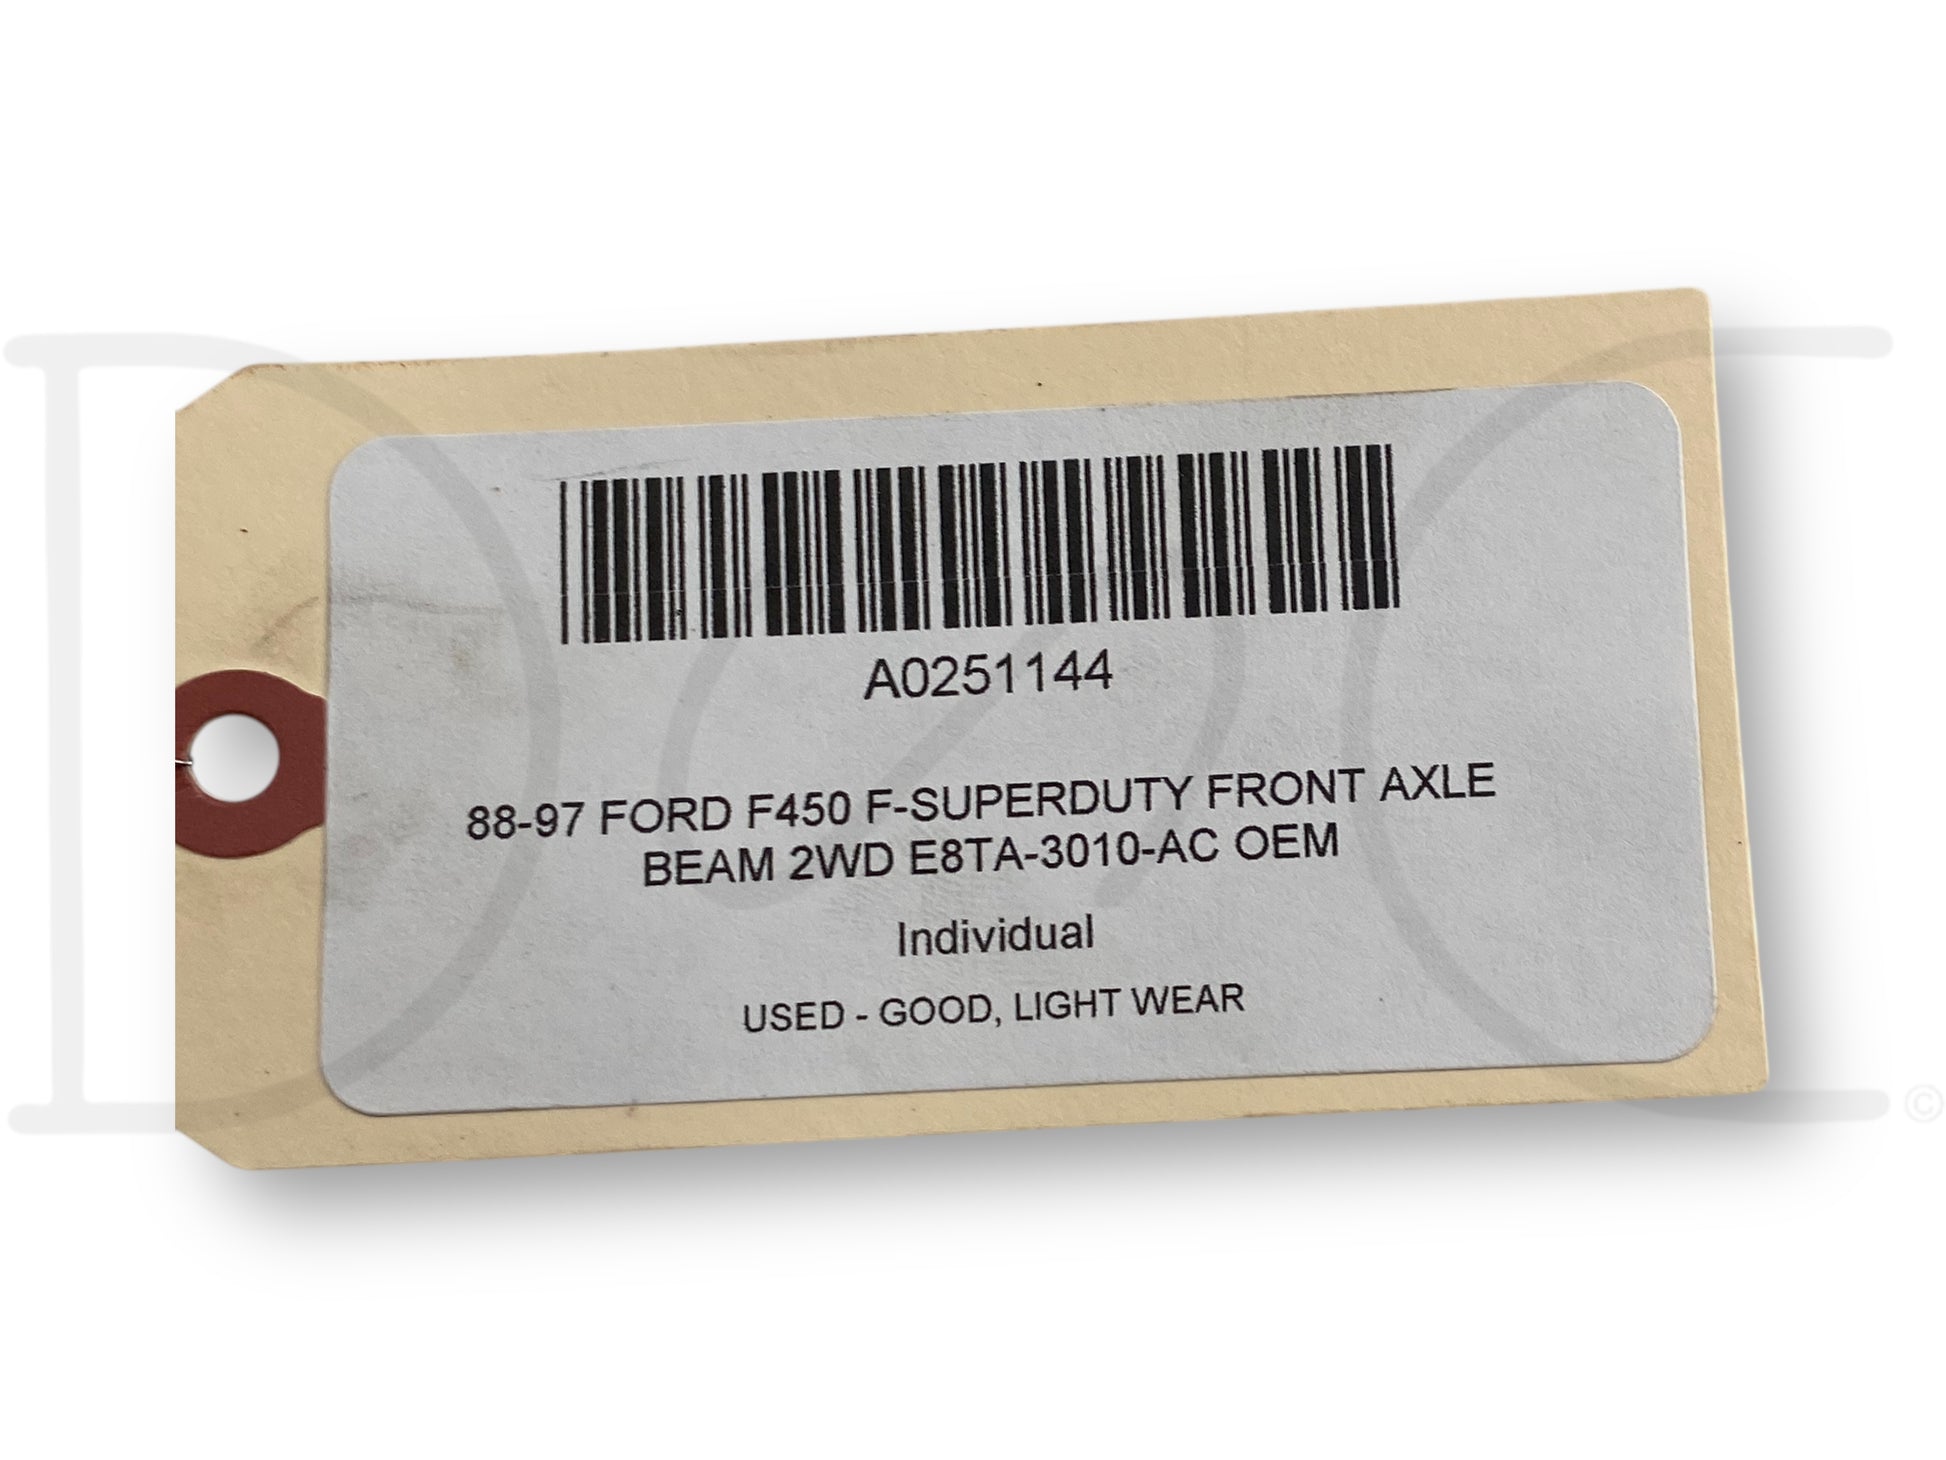 A0251144
88-97 FORD F450 F-SUPERDUTY FRONT AXLE
BEAM 2WD E8TA-3010-AC OEM
Individual
USED - GOOD, LIGHT WEAR
©